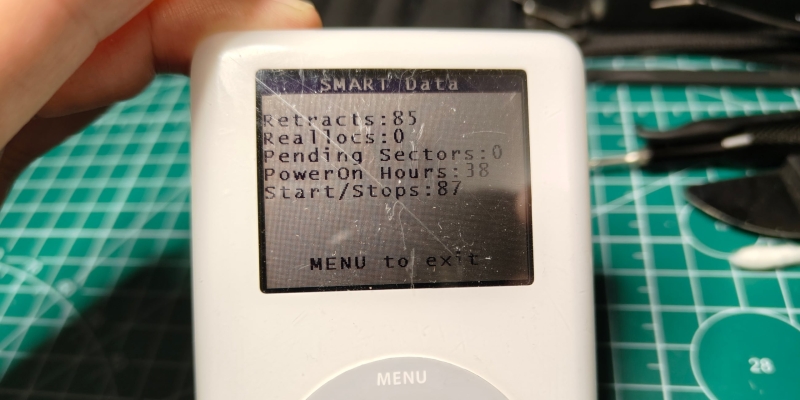 SMART Data
Retracts:85
Reallocs:0
Pending Sectors:0
PowerOn Hours:38
Start/Stops:87
MENU to exit
MENU
28